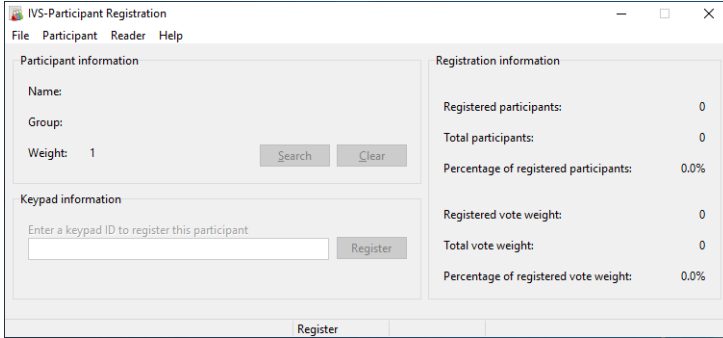 IVS-Participant Registration
File Participant Reader Help
Participant information
Name:
Group:
Weight: 1
Search Clear
Keypad information
Enter a keypad ID to register this participant
Register
Registration information
Registered participants: 0
Total participants: 0
Percentage of registered participants: 0.0%
Registered vote weight: 0
Total vote weight: 0
Percentage of registered vote weight: 0.0%
Register